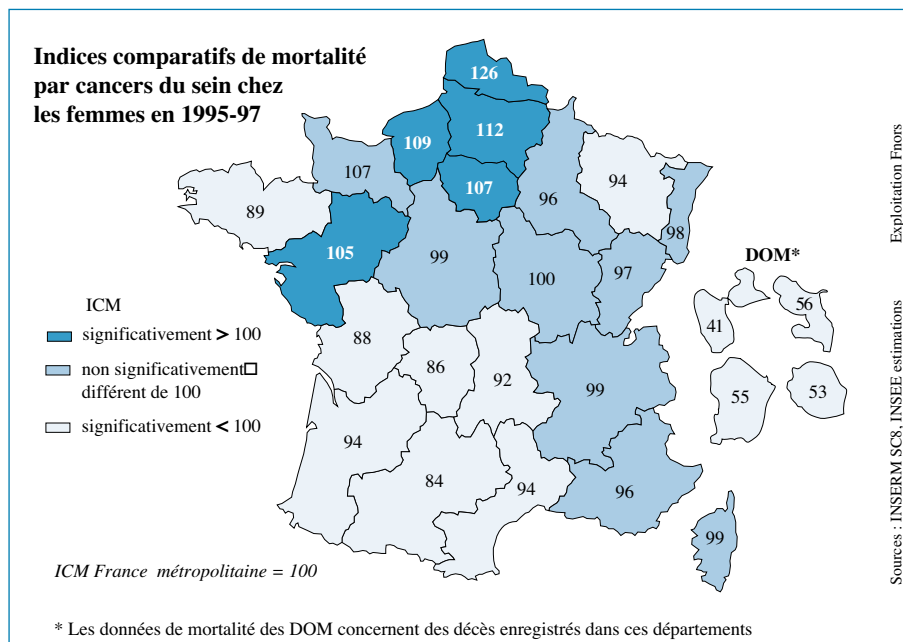 Indices comparatifs de mortalité
par cancers du sein chez
les femmes en 1995-97
126
109
112
107
107
96
94
98
89
105
99
100
97
DOM*
56
41
55
53
ICM
significativement > 100
non significativement
différent de 100
significativement < 100
88
86
92
99
94
84
94
96
99
ICM France métropolitaine = 100
* Les données de mortalité des DOM concernent des décès enregistrés dans ces départements
Sources : INSERM SC8, INSEE estimations
Exploitation Fnors